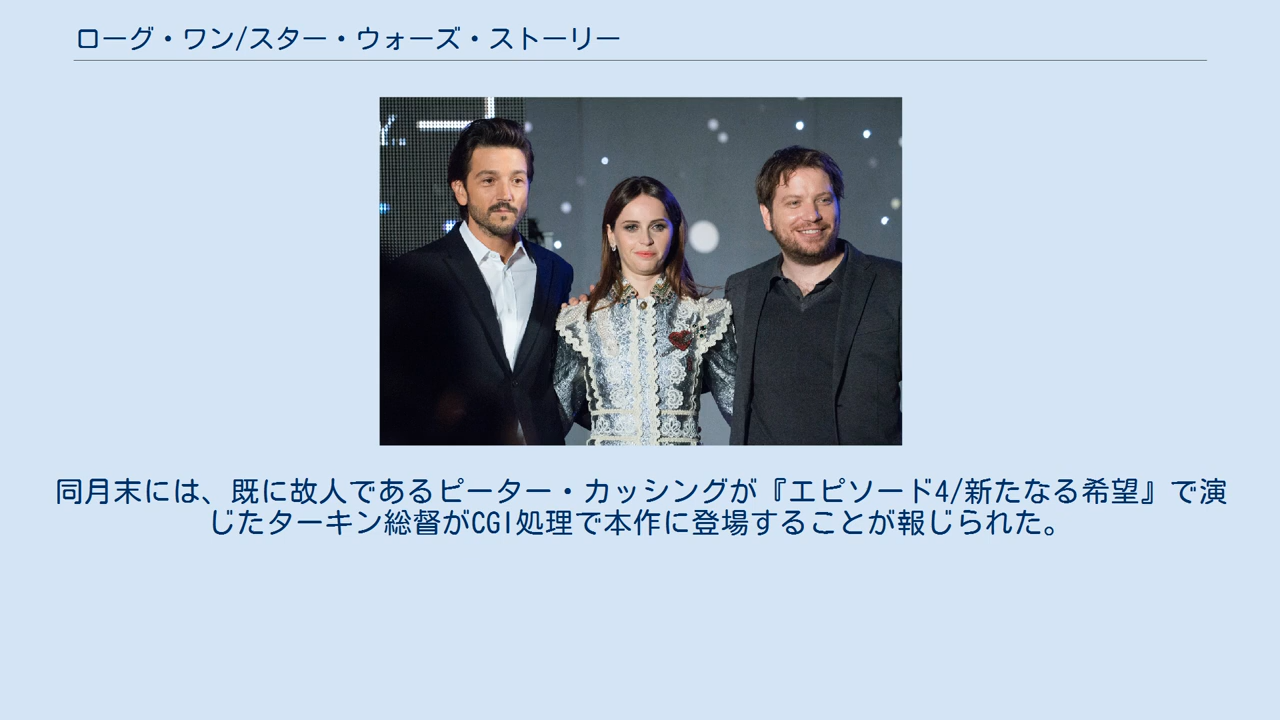 ローグ・ワン/スター・ウォーズ・ストーリー
同月末には、既に故人であるピーター・カッシングが『エピソード4/新たなる希望』で演
じたターキン総督がCGI処理で本作に登場することが報じられた。